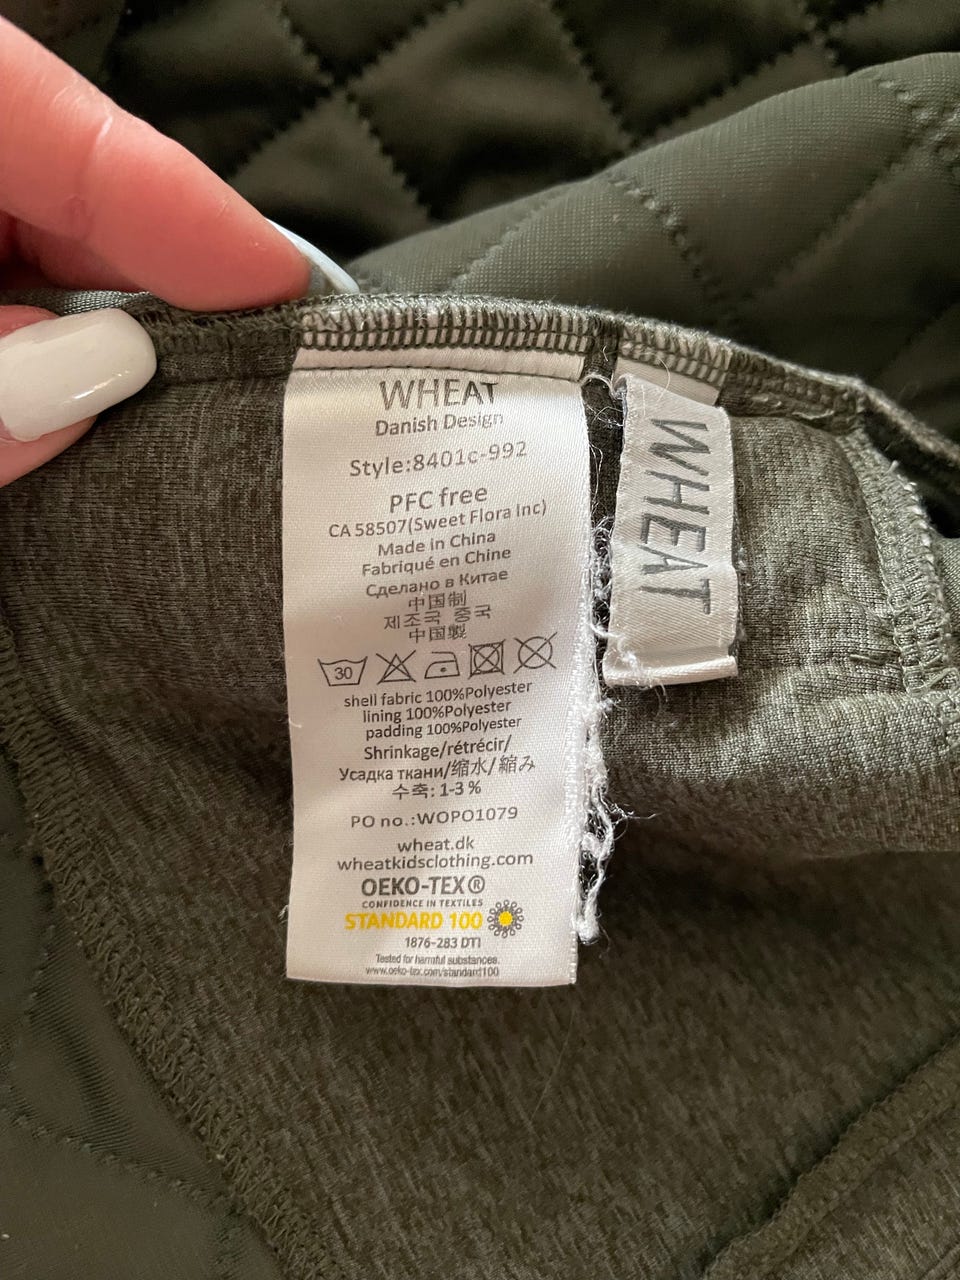 WHEAT
Danish Design
Style:8401c-992
PFC free
CA 58507(Sweet Flora Inc)
Made in China
Fabriqué en Chine
Сделано в Китае
中国制
제조국 중국
中国製
30
shell fabric 100%Polyester
lining 100%Polyester
padding 100%Polyester
Shrinkage/rétrécir/
Усадка ткани/缩水/縮み
수축: 1-3 %
PO no.:WOPO1079
wheat.dk
wheatkidsclothing.com
OEKO-TEX®
CONFIDENCE IN TEXTILES
STANDARD 100
1876-283 DTI
Tested for harmful substances.
www.oeko-tex.com/standard100
WHEAT